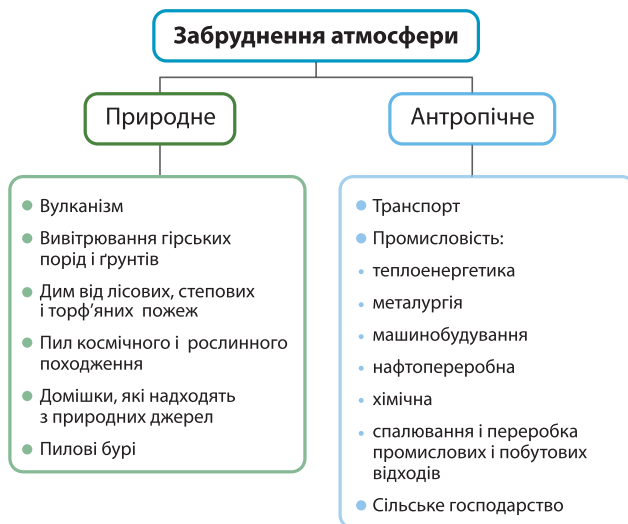 Забруднення атмосфери
Природне
Антропічне
Вулканізм
Вивітрювання гірських
порід і ґрунтів
Дим від лісових, степових
і торф’яних пожеж
Пил космічного і рослинного
походження
Домішки, які надходять
з природних джерел
Пилові бурі
Транспорт
Промисловість:
теплоенергетика
металургія
машинобудування
нафтопереробна
хімічна
спалювання і переробка
промислових і побутових
відходів
Сільське господарство